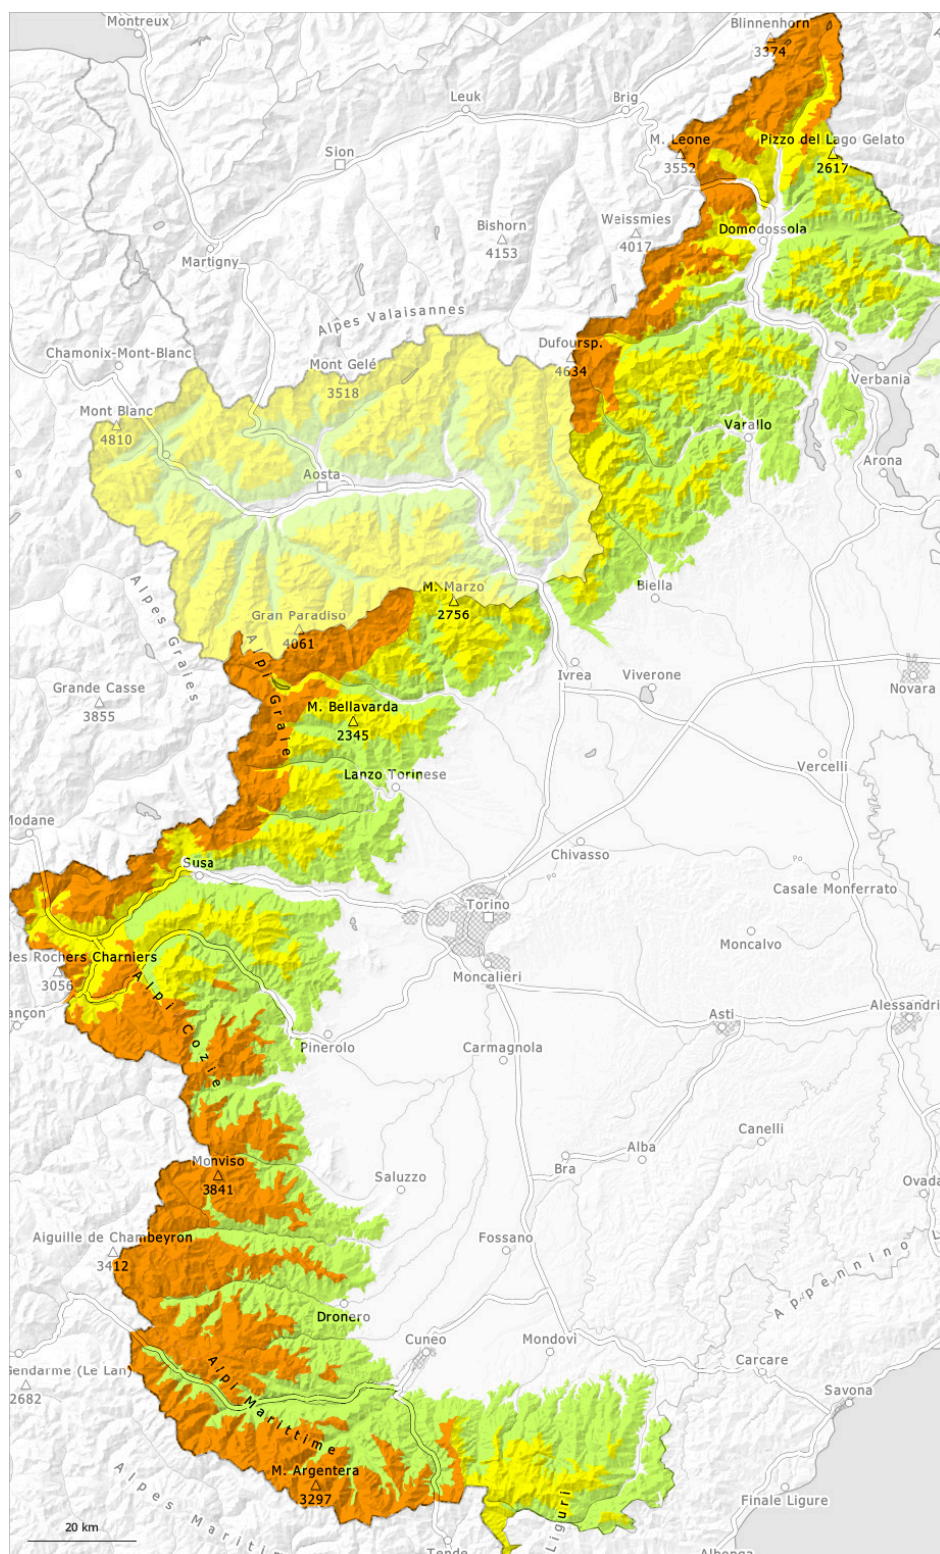 Montreux
Blinnenhorn
3374
Leuk
Brig
M. Leone
3552
Pizzo del Lago Gelato
2617
Sion
Bishorn
4153
Weissmies
4017
Domodossola
Martigny
Alpes Valaisannes
Chamonix-Mont-Blanc
Mont Gelé
3518
Dufoursp.
4634
Verbania
Mont Blanc
4810
Varallo
Aosta
Arona
Alpes Graies
M. Marzo
2756
Biella
Gran Paradiso
4061
Alpi Graie
Ivrea
Viverone
Novara
Grande Casse
3855
M. Bellavarda
2345
Lanzo Torinese
Vercelli
Modane
Chivasso
Po
Po
Susa
Casale Monferrato
Torino
des Rochers Charniers
3056
Moncalvo
Moncalieri
Alpi Cozie
Asti
Alessandri
ançon
Pinerolo
Carmagnola
Canelli
Alba
Bra
Monviso
3841
Saluzzo
Ovada
Aiguille de Chambeyron
3412
Fossano
Appennino L
Dronero
Cuneo
Mondovì
Gendarme (Le Lan)
2682
Alpi Marittime
Carcare
Savona
M. Argentera
3297
Alpes Mariti
Liguri
Finale Ligure
20 km
Tende
Albenga